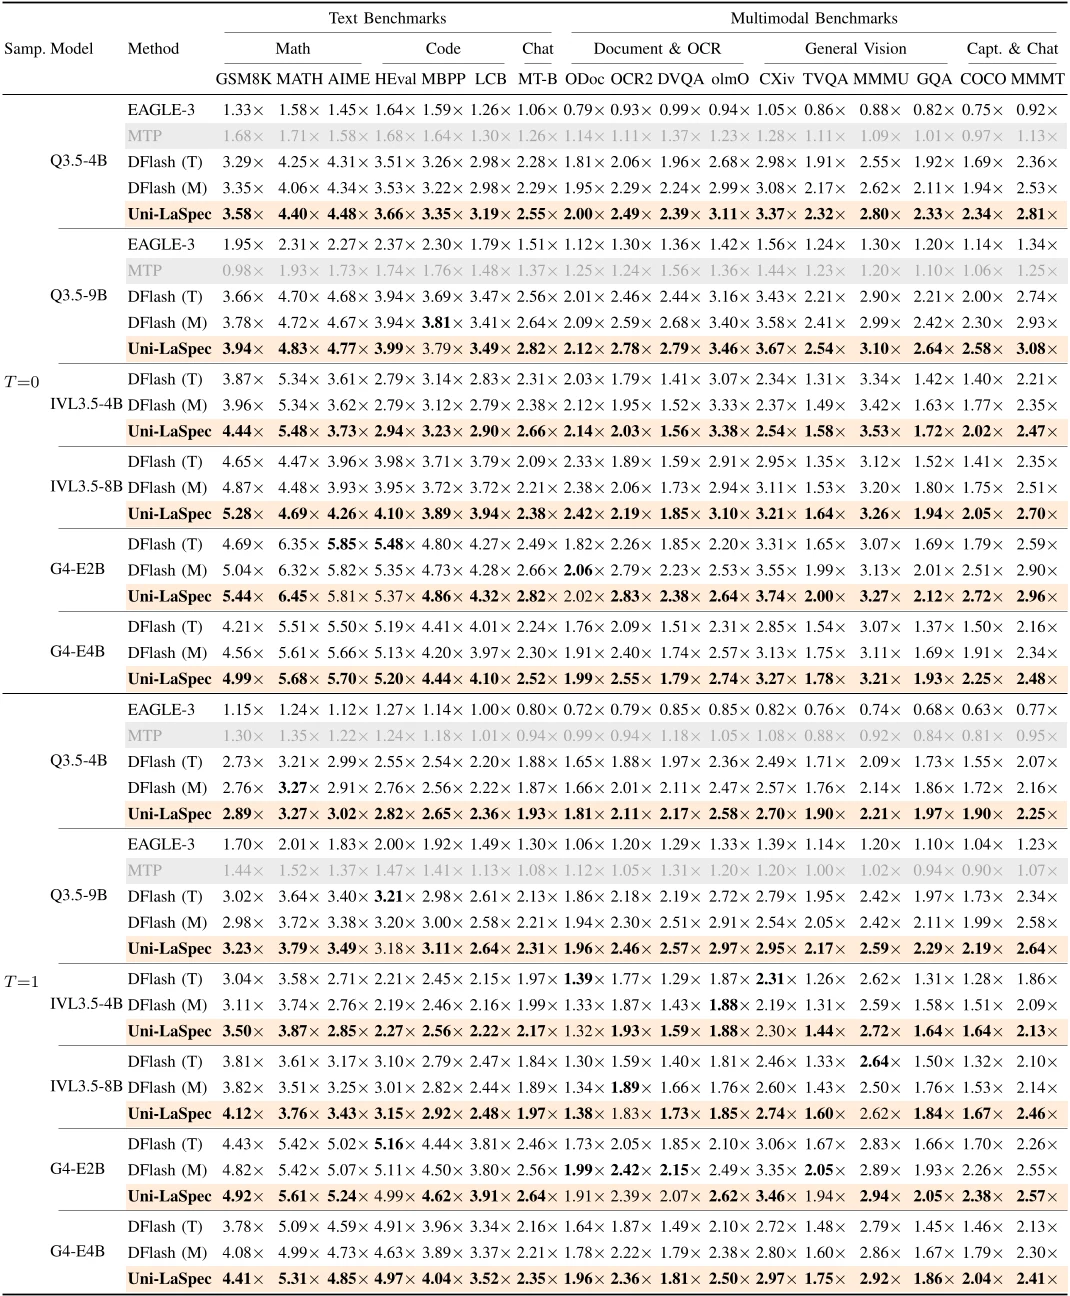 Text Benchmarks Multimodal Benchmarks
Samp. Model Method Math Code Chat Document & OCR General Vision Capt. & Chat
GSM8K MATH AIME HEval MBPP LCB MT-B ODoc OCR2 DVQA olmO CXiv TVQA MMMU GQA COCO MMMT
EAGLE-3 1.33× 1.58× 1.45× 1.64× 1.59× 1.26× 1.06× 0.79× 0.93× 0.99× 0.94× 1.05× 0.86× 0.88× 0.82× 0.75× 0.92×
MTP 1.68× 1.71× 1.58× 1.68× 1.64× 1.30× 1.26× 1.14× 1.11× 1.37× 1.23× 1.28× 1.11× 1.09× 1.01× 0.97× 1.13×
Q3.5-4B DFlash (T) 3.29× 4.25× 4.31× 3.51× 3.26× 2.98× 2.28× 1.81× 2.06× 1.96× 2.68× 2.98× 1.91× 2.55× 1.92× 1.69× 2.36×
DFlash (M) 3.35× 4.06× 4.34× 3.53× 3.22× 2.98× 2.29× 1.95× 2.29× 2.24× 2.99× 3.08× 2.17× 2.62× 2.11× 1.94× 2.53×
Uni-LaSpec 3.58× 4.40× 4.48× 3.66× 3.35× 3.19× 2.55× 2.00× 2.49× 2.39× 3.11× 3.37× 2.32× 2.80× 2.33× 2.34× 2.81×
EAGLE-3 1.95× 2.31× 2.27× 2.37× 2.30× 1.79× 1.51× 1.12× 1.30× 1.36× 1.42× 1.56× 1.24× 1.30× 1.20× 1.14× 1.34×
MTP 0.98× 1.93× 1.73× 1.74× 1.76× 1.48× 1.37× 1.25× 1.24× 1.56× 1.36× 1.44× 1.23× 1.20× 1.10× 1.06× 1.25×
Q3.5-9B DFlash (T) 3.66× 4.70× 4.68× 3.94× 3.69× 3.47× 2.56× 2.01× 2.46× 2.44× 3.16× 3.43× 2.21× 2.90× 2.21× 2.00× 2.74×
DFlash (M) 3.78× 4.72× 4.67× 3.94× 3.81× 3.41× 2.64× 2.09× 2.59× 2.68× 3.40× 3.58× 2.41× 2.99× 2.42× 2.30× 2.93×
Uni-LaSpec 3.94× 4.83× 4.77× 3.99× 3.79× 3.49× 2.82× 2.12× 2.78× 2.79× 3.46× 3.67× 2.54× 3.10× 2.64× 2.58× 3.08×
T=0 DFlash (T) 3.87× 5.34× 3.61× 2.79× 3.14× 2.83× 2.31× 2.03× 1.79× 1.41× 3.07× 2.34× 1.31× 3.34× 1.42× 1.40× 2.21×
IVL3.5-4B DFlash (M) 3.96× 5.34× 3.62× 2.79× 3.12× 2.79× 2.38× 2.12× 1.95× 1.52× 3.33× 2.37× 1.49× 3.42× 1.63× 1.77× 2.35×
Uni-LaSpec 4.44× 5.48× 3.73× 2.94× 3.23× 2.90× 2.66× 2.14× 2.03× 1.56× 3.38× 2.54× 1.58× 3.53× 1.72× 2.02× 2.47×
DFlash (T) 4.65× 4.47× 3.96× 3.98× 3.71× 3.79× 2.09× 2.33× 1.89× 1.59× 2.91× 2.95× 1.35× 3.12× 1.52× 1.41× 2.35×
IVL3.5-8B DFlash (M) 4.87× 4.48× 3.93× 3.95× 3.72× 3.72× 2.21× 2.38× 2.06× 1.73× 2.94× 3.11× 1.53× 3.20× 1.80× 1.75× 2.51×
Uni-LaSpec 5.28× 4.69× 4.26× 4.10× 3.89× 3.94× 2.38× 2.42× 2.19× 1.85× 3.10× 3.21× 1.64× 3.26× 1.94× 2.05× 2.70×
DFlash (T) 4.69× 6.35× 5.85× 5.48× 4.80× 4.27× 2.49× 1.82× 2.26× 1.85× 2.20× 3.31× 1.65× 3.07× 1.69× 1.79× 2.59×
G4-E2B DFlash (M) 5.04× 6.32× 5.82× 5.35× 4.73× 4.28× 2.66× 2.06× 2.79× 2.23× 2.53× 3.55× 1.99× 3.13× 2.01× 2.51× 2.90×
Uni-LaSpec 5.44× 6.45× 5.81× 5.37× 4.86× 4.32× 2.82× 2.02× 2.83× 2.38× 2.64× 3.74× 2.00× 3.27× 2.12× 2.72× 2.96×
DFlash (T) 4.21× 5.51× 5.50× 5.19× 4.41× 4.01× 2.24× 1.76× 2.09× 1.51× 2.31× 2.85× 1.54× 3.07× 1.37× 1.50× 2.16×
G4-E4B DFlash (M) 4.56× 5.61× 5.66× 5.13× 4.20× 3.97× 2.30× 1.91× 2.40× 1.74× 2.57× 3.13× 1.75× 3.11× 1.69× 1.91× 2.34×
Uni-LaSpec 4.99× 5.68× 5.70× 5.20× 4.44× 4.10× 2.52× 1.99× 2.55× 1.79× 2.74× 3.27× 1.78× 3.21× 1.93× 2.25× 2.48×
EAGLE-3 1.15× 1.24× 1.12× 1.27× 1.14× 1.00× 0.80× 0.72× 0.79× 0.85× 0.85× 0.82× 0.76× 0.74× 0.68× 0.63× 0.77×
MTP 1.30× 1.35× 1.22× 1.24× 1.18× 1.01× 0.94× 0.99× 0.94× 1.18× 1.05× 1.08× 0.88× 0.92× 0.84× 0.81× 0.95×
Q3.5-4B DFlash (T) 2.73× 3.21× 2.99× 2.55× 2.54× 2.20× 1.88× 1.65× 1.88× 1.97× 2.36× 2.49× 1.71× 2.09× 1.73× 1.55× 2.07×
DFlash (M) 2.76× 3.27× 2.91× 2.76× 2.56× 2.22× 1.87× 1.66× 2.01× 2.11× 2.47× 2.57× 1.76× 2.14× 1.86× 1.72× 2.16×
Uni-LaSpec 2.89× 3.27× 3.02× 2.82× 2.65× 2.36× 1.93× 1.81× 2.11× 2.17× 2.58× 2.70× 1.90× 2.21× 1.97× 1.90× 2.25×
EAGLE-3 1.70× 2.01× 1.83× 2.00× 1.92× 1.49× 1.30× 1.06× 1.20× 1.29× 1.33× 1.39× 1.14× 1.20× 1.10× 1.04× 1.23×
MTP 1.44× 1.52× 1.37× 1.47× 1.41× 1.13× 1.08× 1.12× 1.05× 1.31× 1.20× 1.20× 1.00× 1.02× 0.94× 0.90× 1.07×
Q3.5-9B DFlash (T) 3.02× 3.64× 3.40× 3.21× 2.98× 2.61× 2.13× 1.86× 2.18× 2.19× 2.72× 2.79× 1.95× 2.42× 1.97× 1.73× 2.34×
DFlash (M) 2.98× 3.72× 3.38× 3.20× 3.00× 2.58× 2.21× 1.94× 2.30× 2.51× 2.91× 2.54× 2.05× 2.42× 2.11× 1.99× 2.58×
Uni-LaSpec 3.23× 3.79× 3.49× 3.18× 3.11× 2.64× 2.31× 1.96× 2.46× 2.57× 2.97× 2.95× 2.17× 2.59× 2.29× 2.19× 2.64×
T=1 DFlash (T) 3.04× 3.58× 2.71× 2.21× 2.45× 2.15× 1.97× 1.39× 1.77× 1.29× 1.87× 2.31× 1.26× 2.62× 1.31× 1.28× 1.86×
IVL3.5-4B DFlash (M) 3.11× 3.74× 2.76× 2.19× 2.46× 2.16× 1.99× 1.33× 1.87× 1.43× 1.88× 2.19× 1.31× 2.59× 1.58× 1.51× 2.09×
Uni-LaSpec 3.50× 3.87× 2.85× 2.27× 2.56× 2.22× 2.17× 1.32× 1.93× 1.59× 1.88× 2.30× 1.44× 2.72× 1.64× 1.64× 2.13×
DFlash (T) 3.81× 3.61× 3.17× 3.10× 2.79× 2.47× 1.84× 1.30× 1.59× 1.40× 1.81× 2.46× 1.33× 2.64× 1.50× 1.32× 2.10×
IVL3.5-8B DFlash (M) 3.82× 3.51× 3.25× 3.01× 2.82× 2.44× 1.89× 1.34× 1.89× 1.66× 1.76× 2.60× 1.43× 2.50× 1.76× 1.53× 2.14×
Uni-LaSpec 4.12× 3.76× 3.43× 3.15× 2.92× 2.48× 1.97× 1.38× 1.83× 1.73× 1.85× 2.74× 1.60× 2.62× 1.84× 1.67× 2.46×
DFlash (T) 4.43× 5.42× 5.02× 5.16× 4.44× 3.81× 2.46× 1.73× 2.05× 1.85× 2.10× 3.06× 1.67× 2.83× 1.66× 1.70× 2.26×
G4-E2B DFlash (M) 4.82× 5.42× 5.07× 5.11× 4.50× 3.80× 2.56× 1.99× 2.42× 2.15× 2.49× 3.35× 2.05× 2.89× 1.93× 2.26× 2.55×
Uni-LaSpec 4.92× 5.61× 5.24× 4.99× 4.62× 3.91× 2.64× 1.91× 2.39× 2.07× 2.62× 3.46× 1.94× 2.94× 2.05× 2.38× 2.57×
DFlash (T) 3.78× 5.09× 4.59× 4.91× 3.96× 3.34× 2.16× 1.64× 1.87× 1.49× 2.10× 2.72× 1.48× 2.79× 1.45× 1.46× 2.13×
G4-E4B DFlash (M) 4.08× 4.99× 4.73× 4.63× 3.89× 3.37× 2.21× 1.78× 2.22× 1.79× 2.38× 2.80× 1.60× 2.86× 1.67× 1.79× 2.30×
Uni-LaSpec 4.41× 5.31× 4.85× 4.97× 4.04× 3.52× 2.35× 1.96× 2.36× 1.81× 2.50× 2.97× 1.75× 2.92× 1.86× 2.04× 2.41×